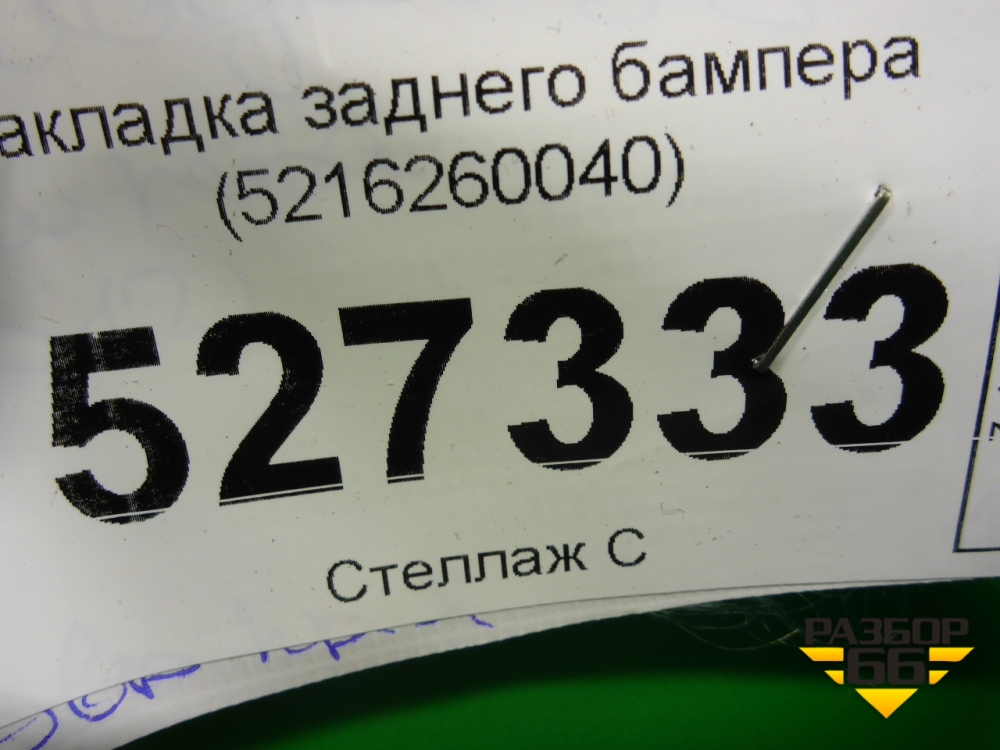 акладка заднего бампера
(5216260040)
527333
Стеллаж С
РАЗБОР
66